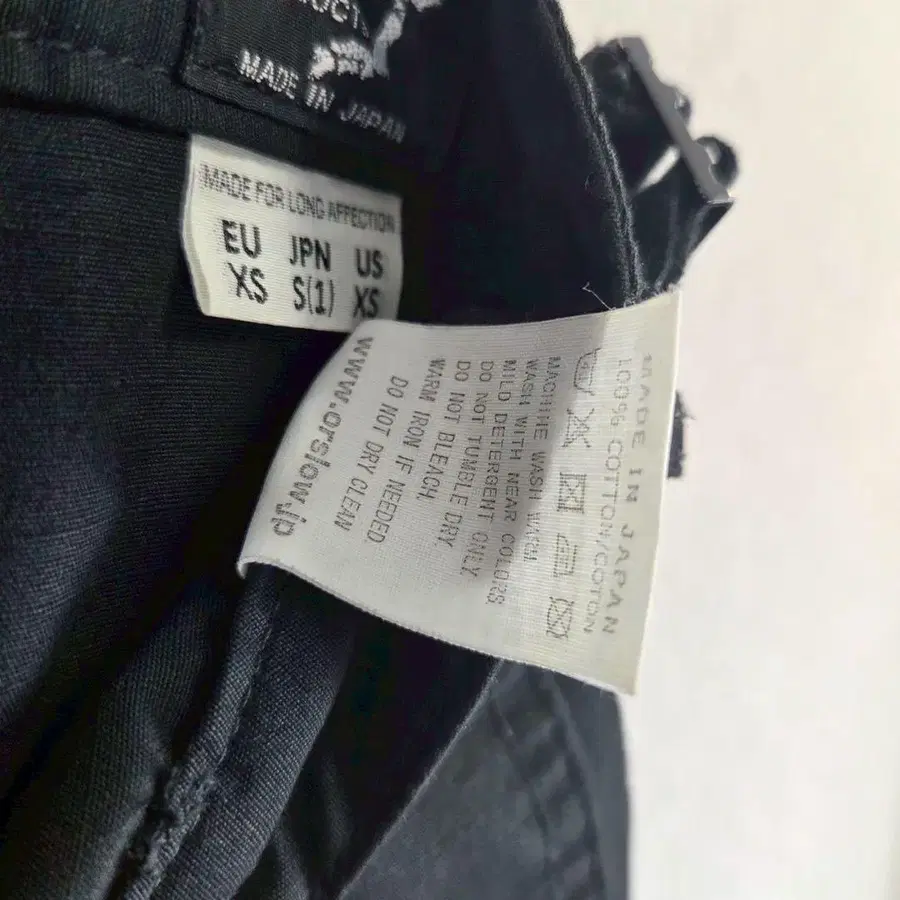 MADE IN JAPAN
MADE FOR LONG AFFECTION
EU JPN US
XS S(1) XS
MADE IN JAPAN
100% COTTON/COTON
MACHIE WASH WARM.
WASH WITH NEAR COLORS.
MILD DETERGENT ONLY.
DO NOT TUMBLE DRY.
DO NOT BLEACH.
WARM IRON IF NEEDED.
DO NOT DRY CLEAN
www.orslow.jp